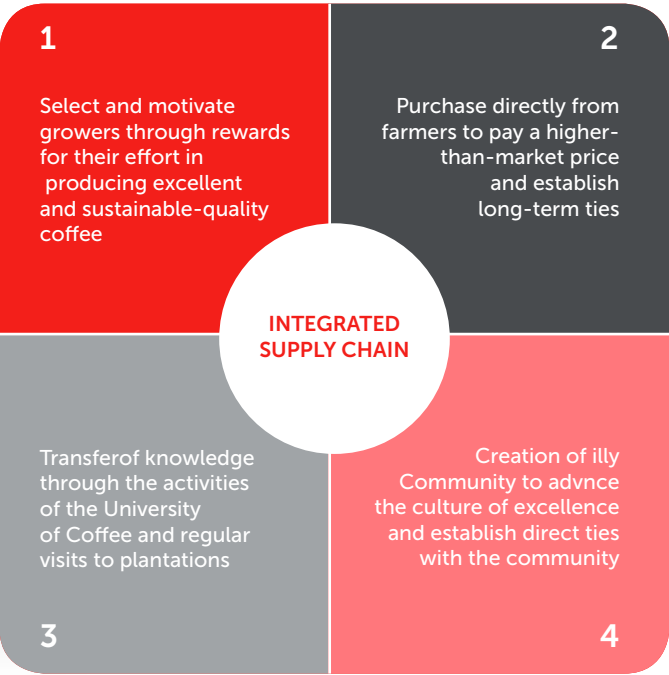 1
Select and motivate
growers through rewards
for their effort in
producing excellent
and sustainable-quality
coffee
2
Purchase directly from
farmers to pay a higher-
than-market price
and establish
long-term ties
INTEGRATED
SUPPLY CHAIN
Transferof knowledge
through the activities
of the University
of Coffee and regular
visits to plantations
3
Creation of illy
Community to advnce
the culture of excellence
and establish direct ties
with the community
4